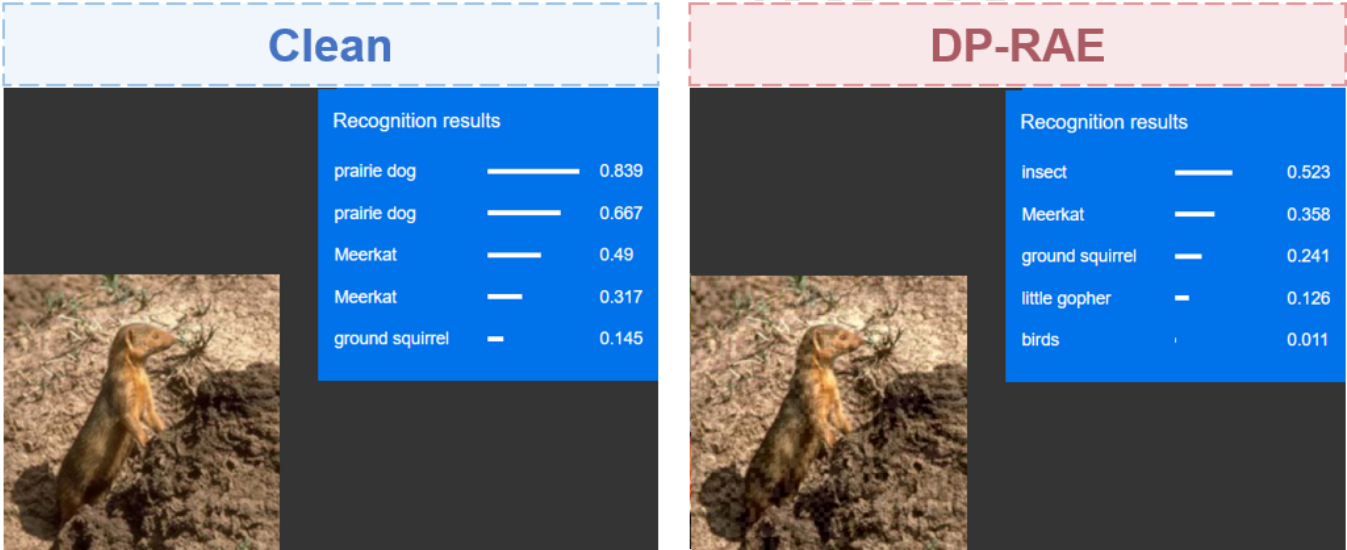 Clean
Recognition results
prairie dog 0.839
prairie dog 0.667
Meerkat 0.49
Meerkat 0.317
ground squirrel 0.145
DP-RAE
Recognition results
insect 0.523
Meerkat 0.358
ground squirrel 0.241
little gopher 0.126
birds 0.011